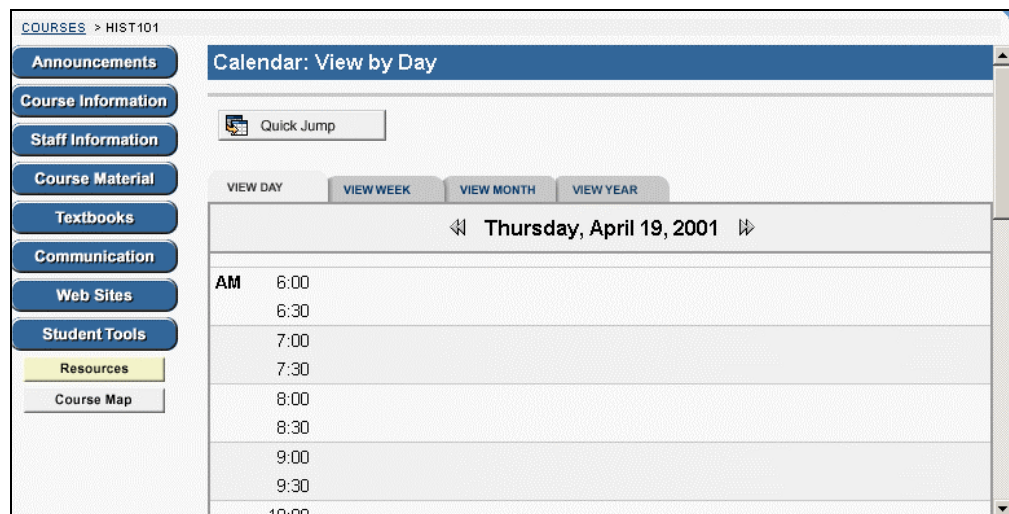 COURSES > HIST101
Announcements
Course Information
Staff Information
Course Material
Textbooks
Communication
Web Sites
Student Tools
Resources
Course Map
Calendar: View by Day
Quick Jump
VIEW DAY VIEW WEEK VIEW MONTH VIEW YEAR
Thursday, April 19, 2001
AM 6:00
6:30
7:00
7:30
8:00
8:30
9:00
9:30
10:00